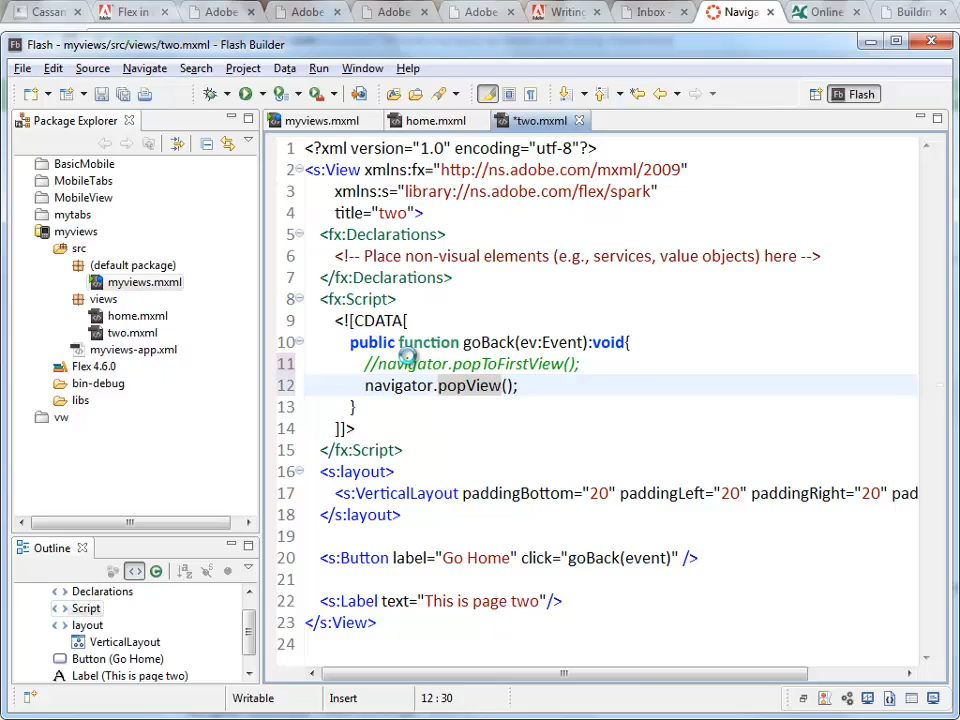 Cassan
Flex in
Adobe
Adobe
Adobe
Adobe
Writing
Inbox -
Naviga
Online
Buildin
Fb Flash - myviews/src/views/two.mxml - Flash Builder
File Edit Source Navigate Search Project Data Run Window Help
Fb Flash
Package Explorer
myviews.mxml home.mxml *two.mxml
BasicMobile
MobileTabs
MobileView
mytabs
myviews
src
(default package)
myviews.mxml
views
home.mxml
two.mxml
myviews-app.xml
Flex 4.6.0
bin-debug
libs
vw
1 <?xml version="1.0" encoding="utf-8"?>
2 <s:View xmlns:fx="http://ns.adobe.com/mxml/2009"
3 xmlns:s="library://ns.adobe.com/flex/spark"
4 title="two">
5 <fx:Declarations>
6 <!-- Place non-visual elements (e.g., services, value objects) here -->
7 </fx:Declarations>
8 <fx:Script>
9 <![CDATA[
10 public function goBack(ev:Event):void{
11 //navigator.popToFirstView();
12 navigator.popView();
13 }
14 ]]>
15 </fx:Script>
16 <s:layout>
17 <s:VerticalLayout paddingBottom="20" paddingLeft="20" paddingRight="20" pad
18 </s:layout>
19
20 <s:Button label="Go Home" click="goBack(event)" />
21
22 <s:Label text="This is page two"/>
23 </s:View>
24
Outline
Declarations
Script
layout
VerticalLayout
Button (Go Home)
A Label (This is page two)
Writable Insert 12 : 30